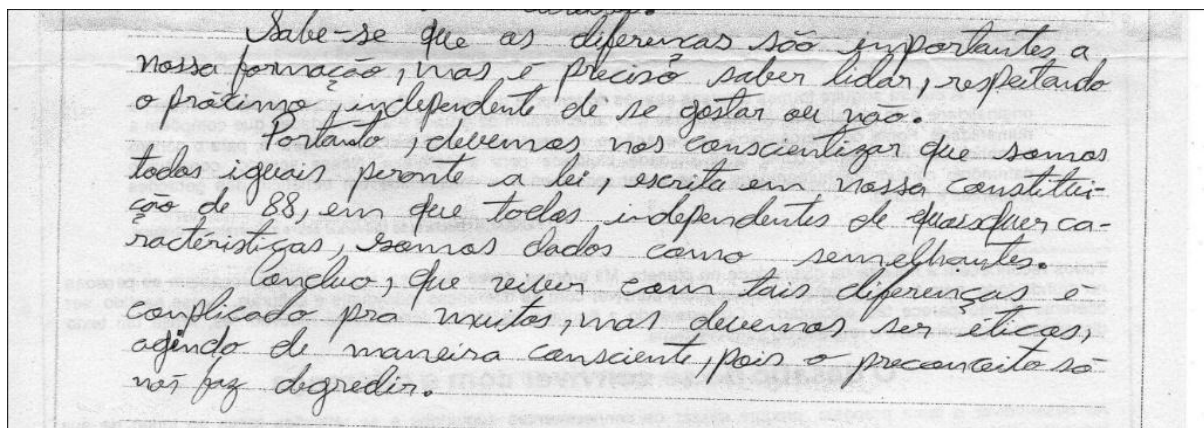 Sabe-se que as diferenças são importantes, a
nossa formação, mas é preciso saber lidar, respeitando
o próximo, independente de se gostar ou não.
Portanto, devemos nos conscientizar que somos
todos iguais perante a lei, escrita em nossa constitui-
ção de 88, em que todos independentes de quaisquer ca-
racterísticas, somos dados como semelhantes.
Concluo, que viver com tais diferenças é
complicado pra muitos, mas devemos ser éticos,
agindo de maneira consciente, pois o preconceito só
nos faz degredir.